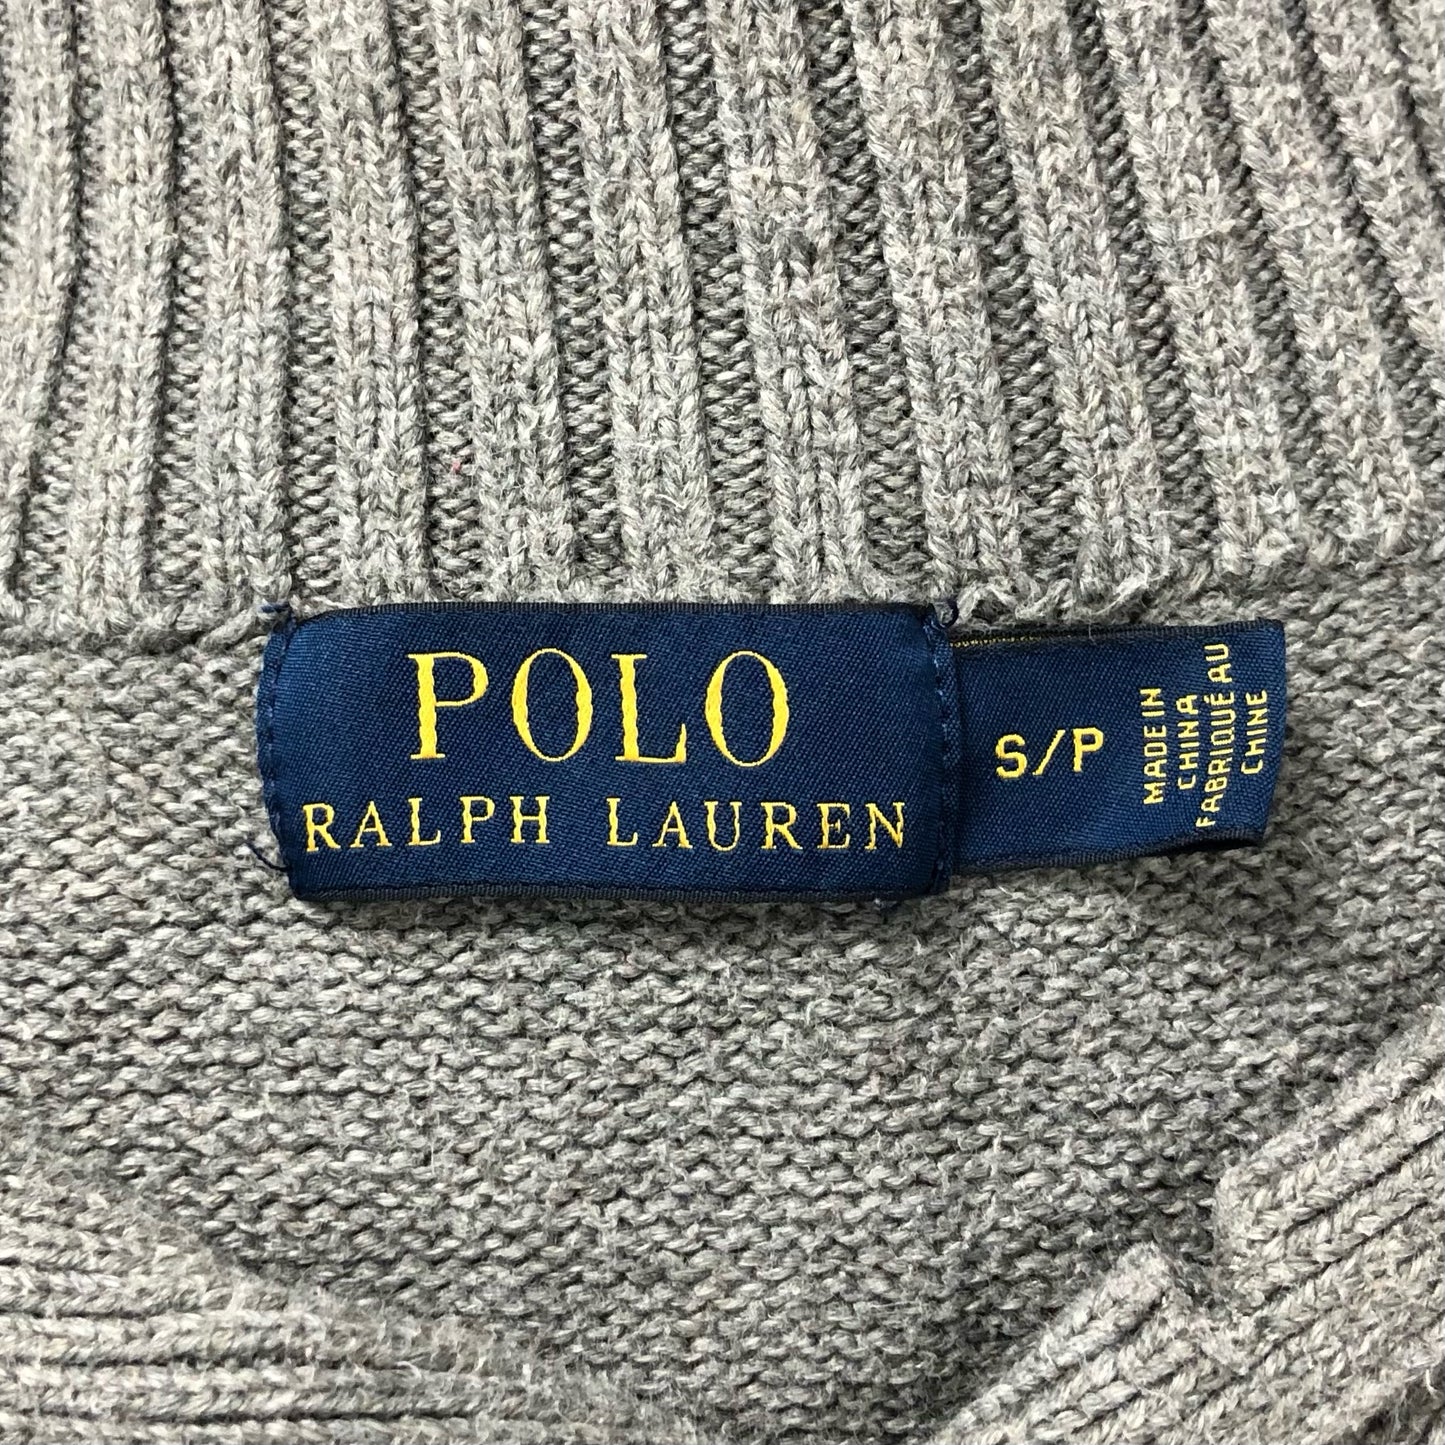 POLO
RALPH LAUREN
S/P
MADE IN
CHINA
FABRIQUÉ AU
CHINE